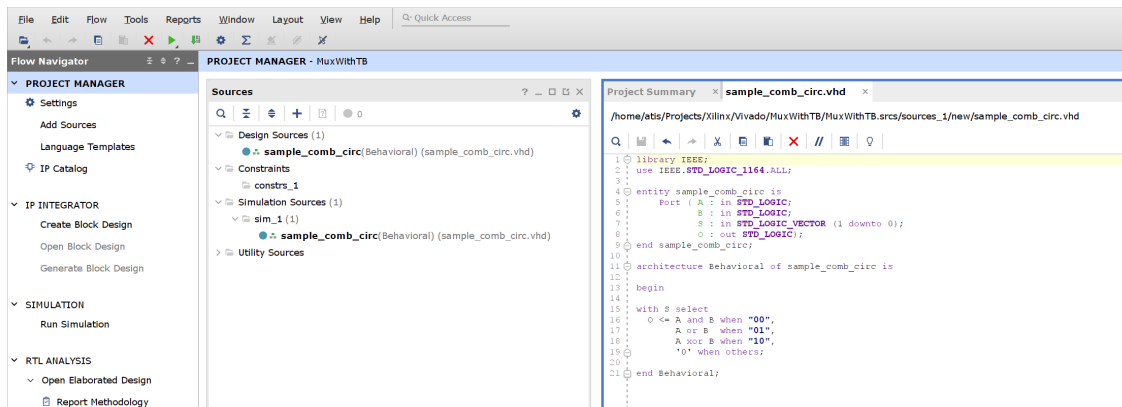 File Edit Flow Tools Reports Window Layout View Help Quick Access
Flow Navigator
PROJECT MANAGER
Settings
Add Sources
Language Templates
IP Catalog
IP INTEGRATOR
Create Block Design
Open Block Design
Generate Block Design
SIMULATION
Run Simulation
RTL ANALYSIS
Open Elaborated Design
Report Methodology
PROJECT MANAGER - MuxWithTB
Sources
0
Design Sources (1)
sample_comb_circ(Behavioral) (sample_comb_circ.vhd)
Constraints
constrs_1
Simulation Sources (1)
sim_1 (1)
sample_comb_circ(Behavioral) (sample_comb_circ.vhd)
Utility Sources
Project Summary × sample_comb_circ.vhd ×
/home/atis/Projects/Xilinx/Vivado/MuxWithTB/MuxWithTB.srcs/sources_1/new/sample_comb_circ.vhd
1 library IEEE;
2 use IEEE.STD_LOGIC_1164.ALL;
3
4 entity sample_comb_circ is
5 Port ( A : in STD_LOGIC;
6 B : in STD_LOGIC;
7 S : in STD_LOGIC_VECTOR (1 downto 0);
8 O : out STD_LOGIC);
9 end sample_comb_circ;
10
11 architecture Behavioral of sample_comb_circ is
12
13 begin
14
15 with S select
16 O <= A and B when "00",
17 A or B when "01",
18 A xor B when "10",
19 '0' when others;
20
21 end Behavioral;